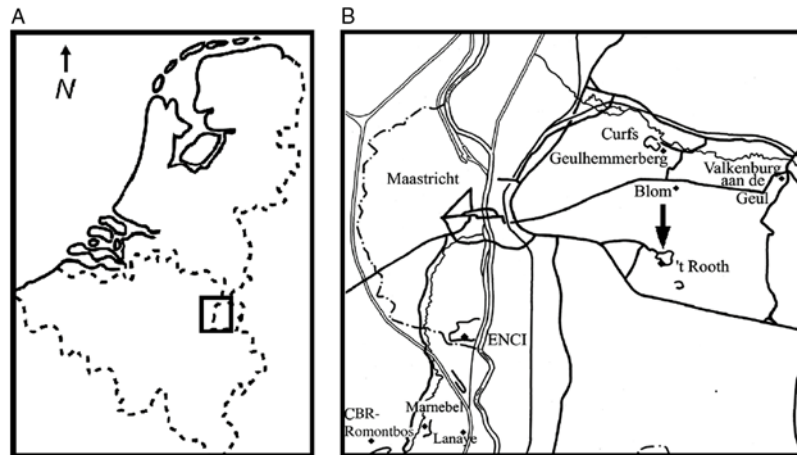 A
N
B
Curfs
Geulhemmerberg
Valkenburg
aan de
Geul
Maastricht
Blom
't Rooth
ENCI
Marnebel
CBR-
Romontbos
Lanaye